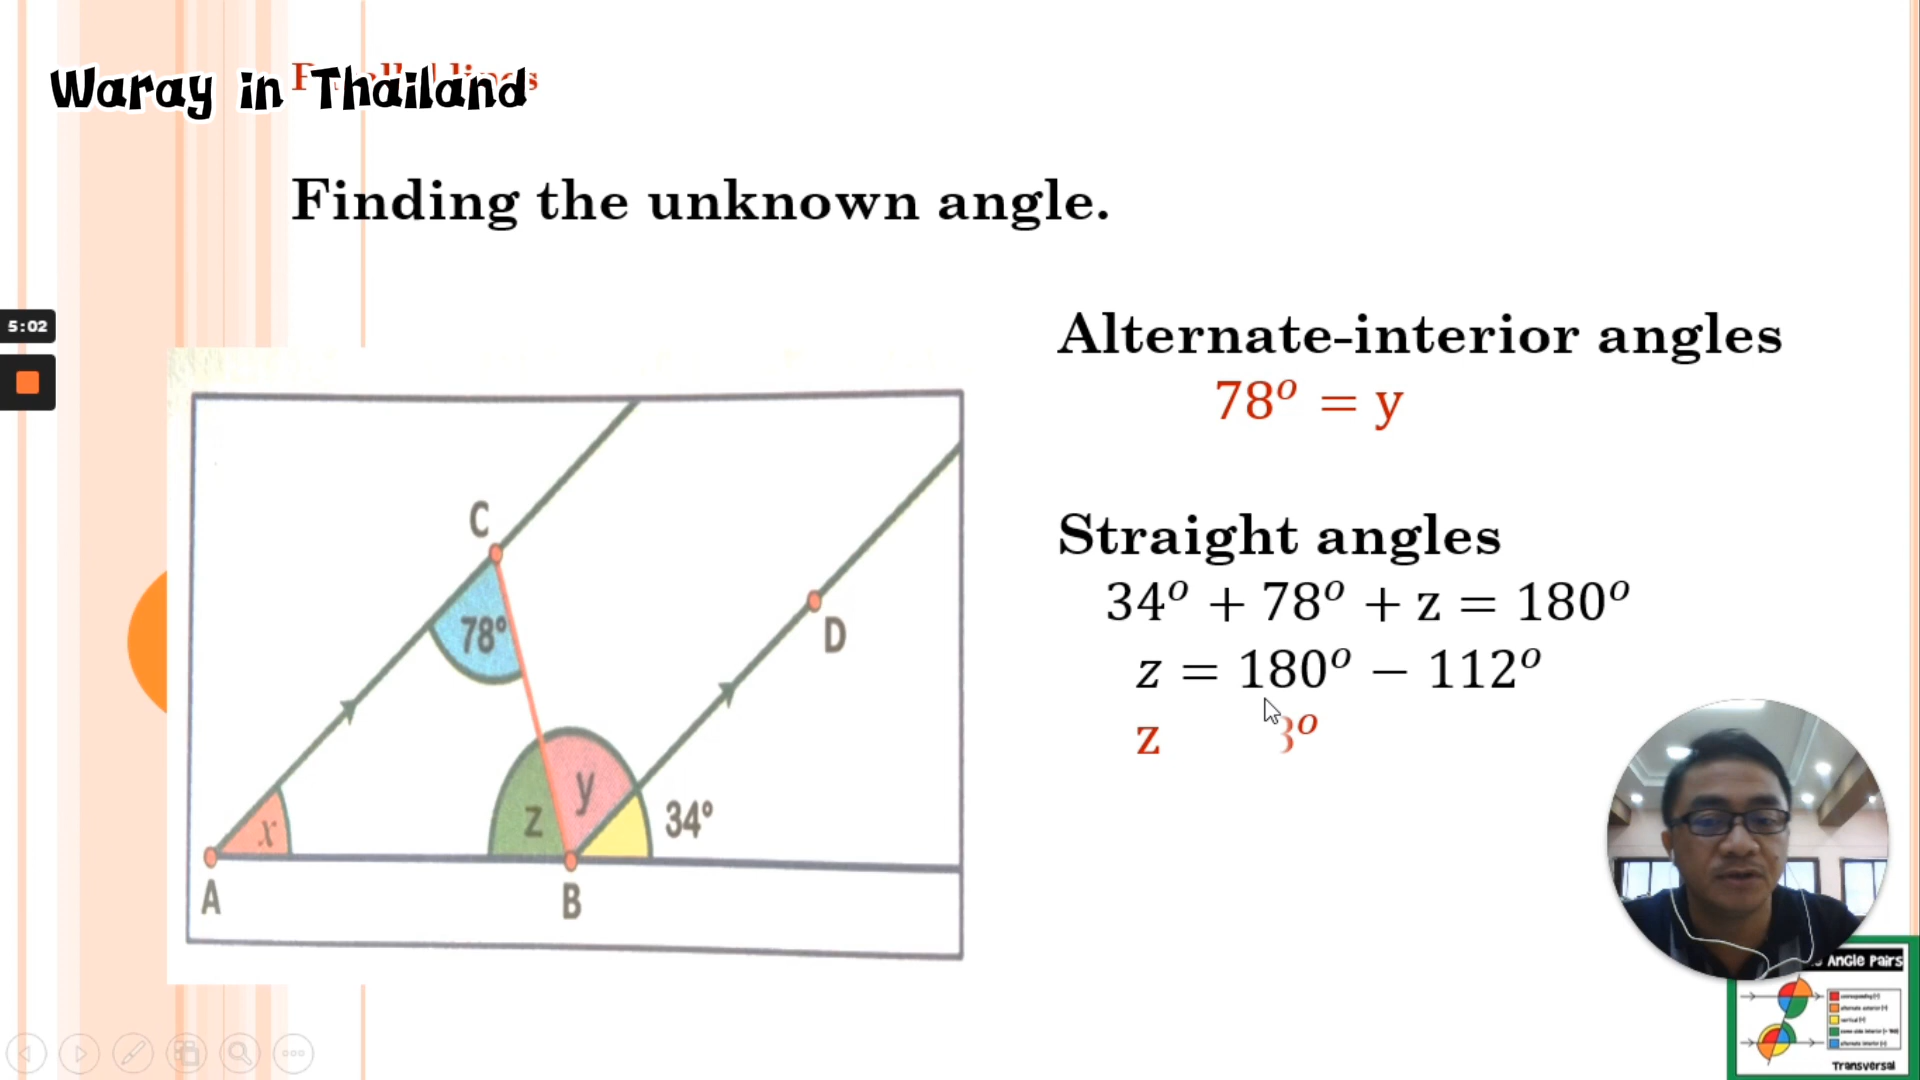 Waray in Thailand
Finding the unknown angle.
5:02
Alternate-interior angles
78° = y
Straight angles
34° + 78° + z = 180°
z = 180° − 112°
z 8°
C
78°
D
y
z
34°
x
A
B
Angle Pairs
Transversal